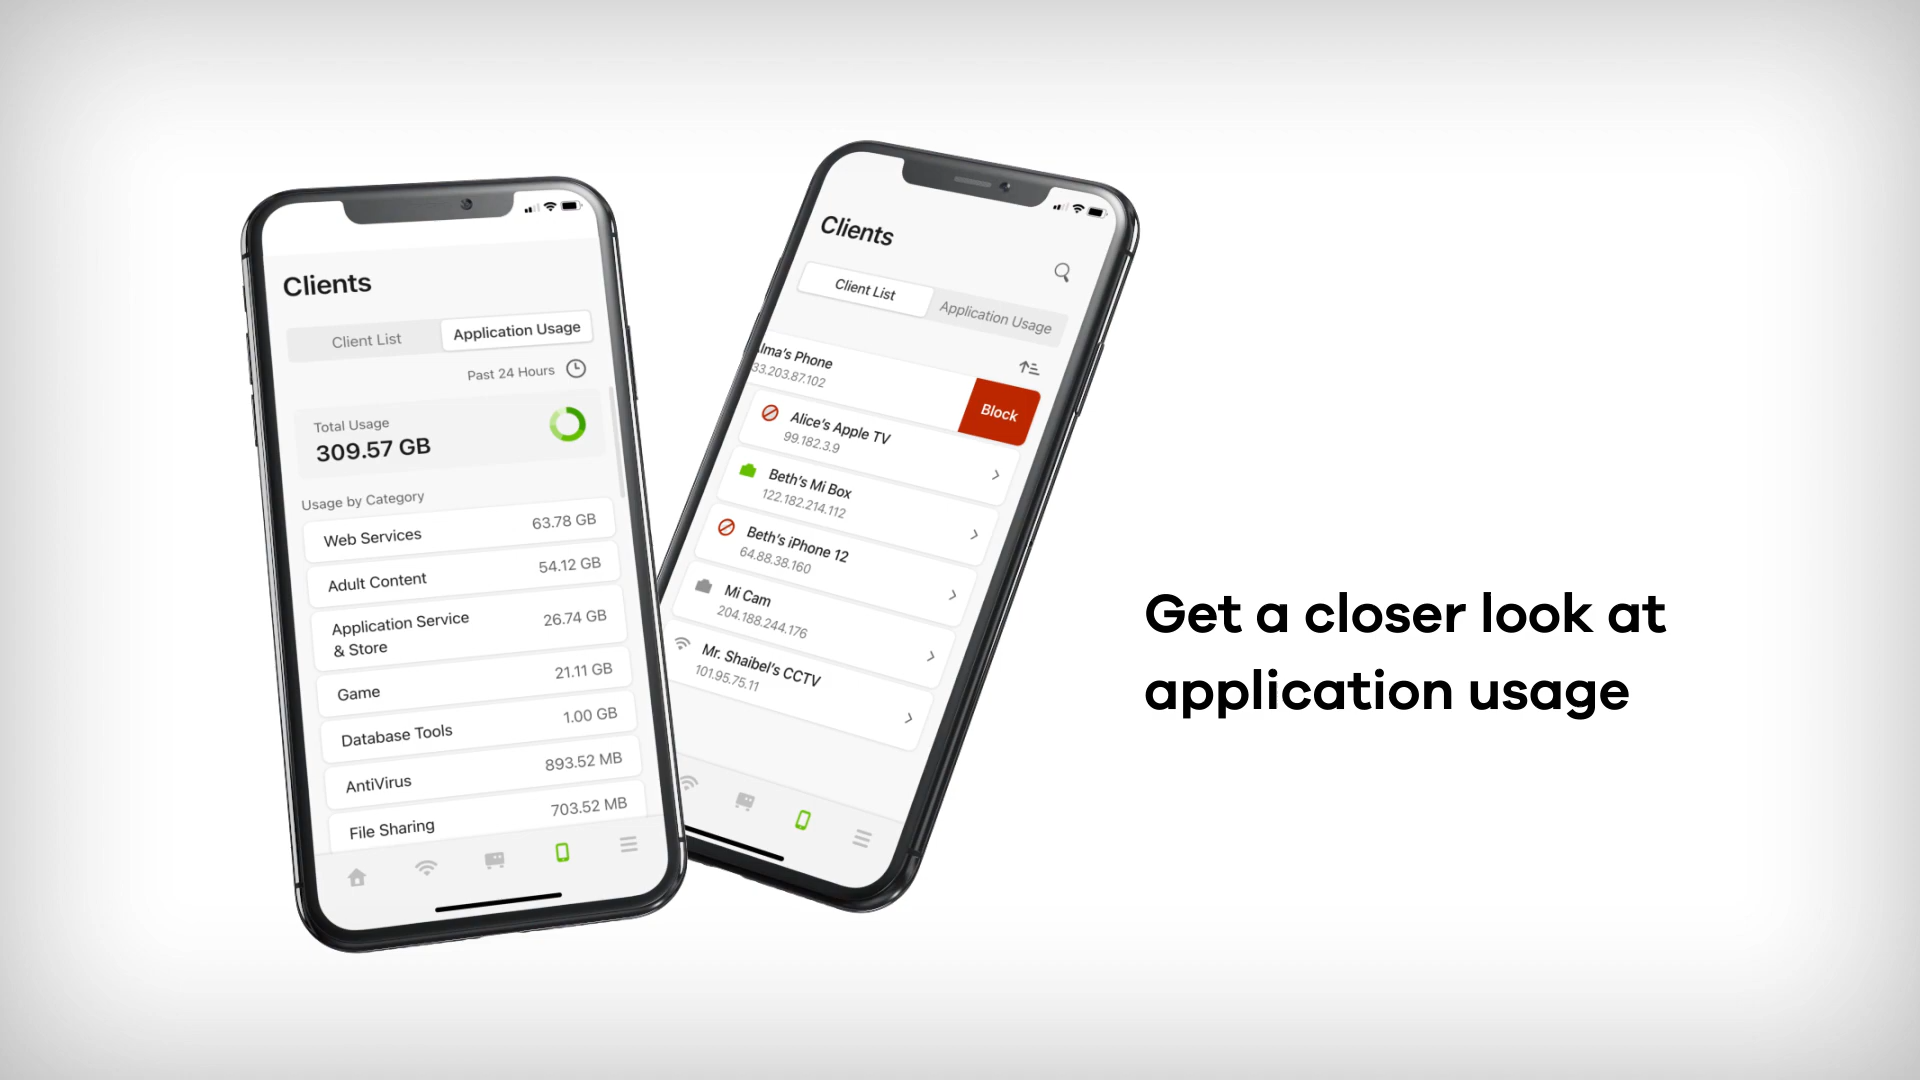 Clients
Client List
Application Usage
Past 24 Hours
Total Usage
309.57 GB
Usage by Category
Web Services
63.78 GB
Adult Content
54.12 GB
Application Service
& Store
26.74 GB
Game
21.11 GB
Database Tools
1.00 GB
AntiVirus
893.52 MB
File Sharing
703.52 MB
Clients
Client List
Application Usage
lma's Phone
33.203.87.102
Block
Alice's Apple TV
99.182.3.9
Beth's Mi Box
122.182.214.112
Beth's iPhone 12
64.88.38.160
Mi Cam
204.188.244.176
Mr. Shaibel's CCTV
101.95.75.11
Get a closer look at
application usage